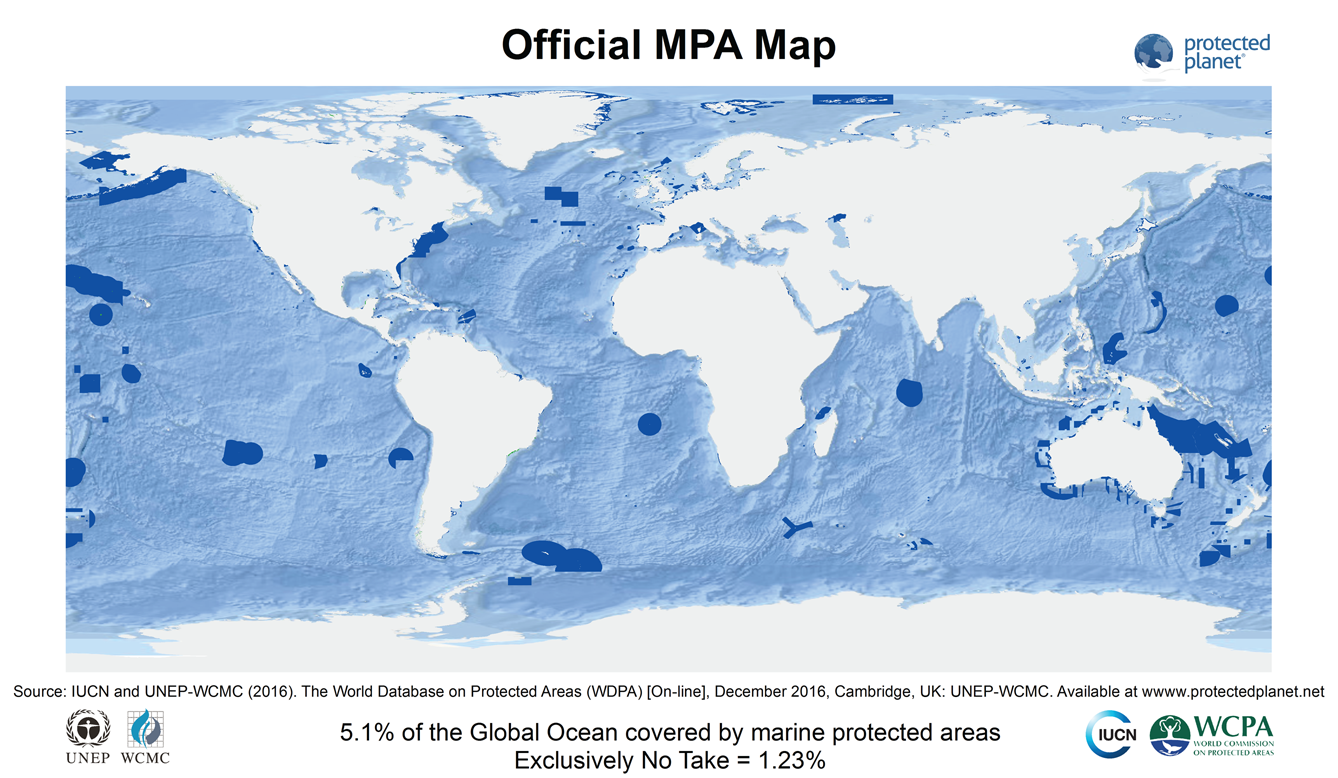 Official MPA Map
protected
planet®
Source: IUCN and UNEP-WCMC (2016). The World Database on Protected Areas (WDPA) [On-line], December 2016, Cambridge, UK: UNEP-WCMC. Available at wwww.protectedplanet.net
UNEP WCMC
5.1% of the Global Ocean covered by marine protected areas
Exclusively No Take = 1.23%
IUCN
WCPA
WORLD COMMISSION
ON PROTECTED AREAS